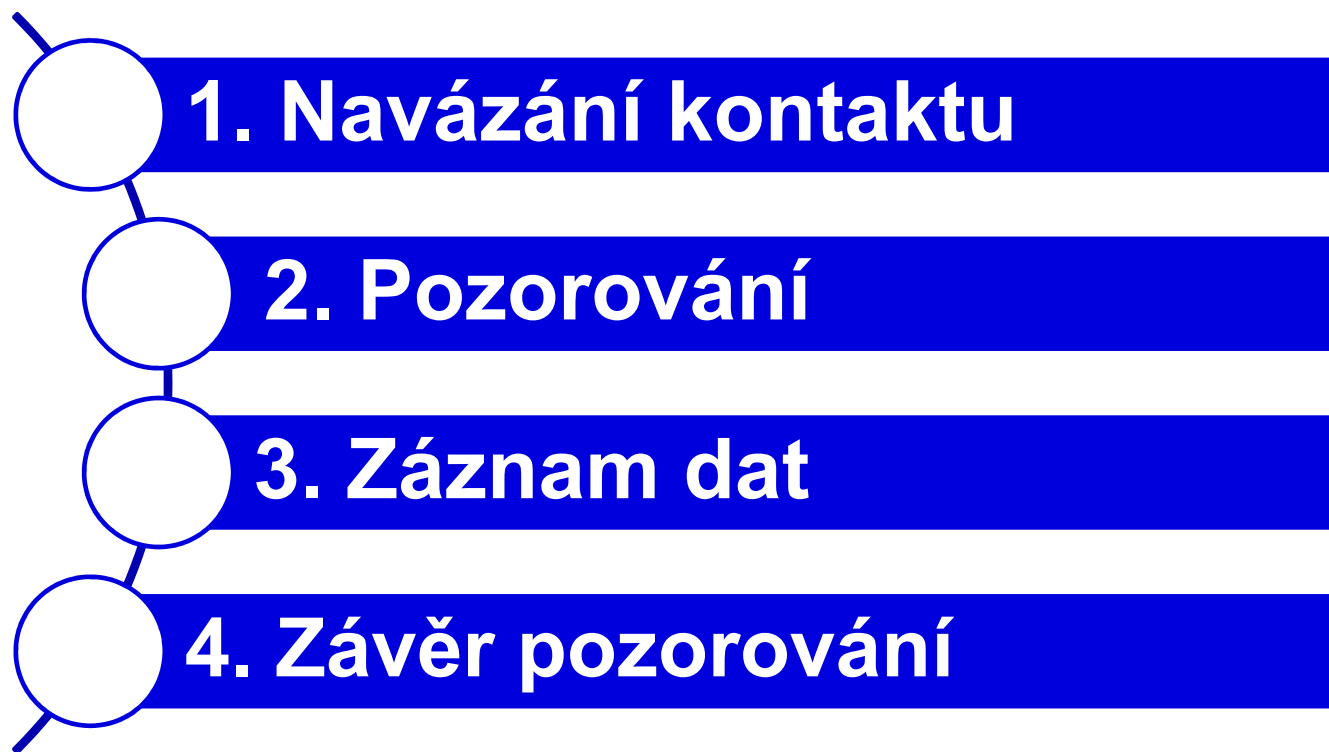 1. Navázání kontaktu
2. Pozorování
3. Záznam dat
4. Závěr pozorování